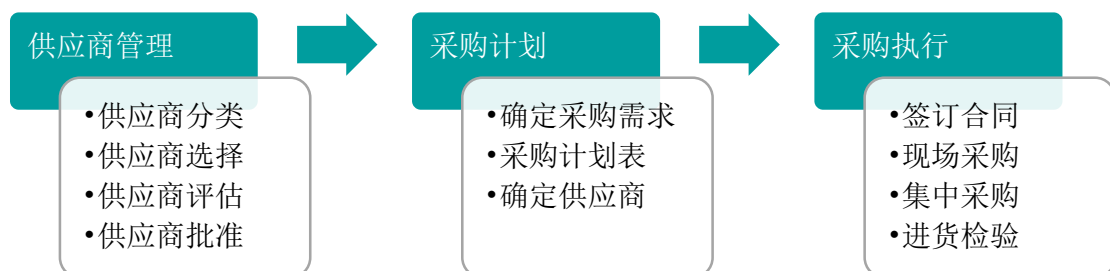 供应商管理
•供应商分类
•供应商选择
•供应商评估
•供应商批准
采购计划
•确定采购需求
•采购计划表
•确定供应商
采购执行
•签订合同
•现场采购
•集中采购
•进货检验